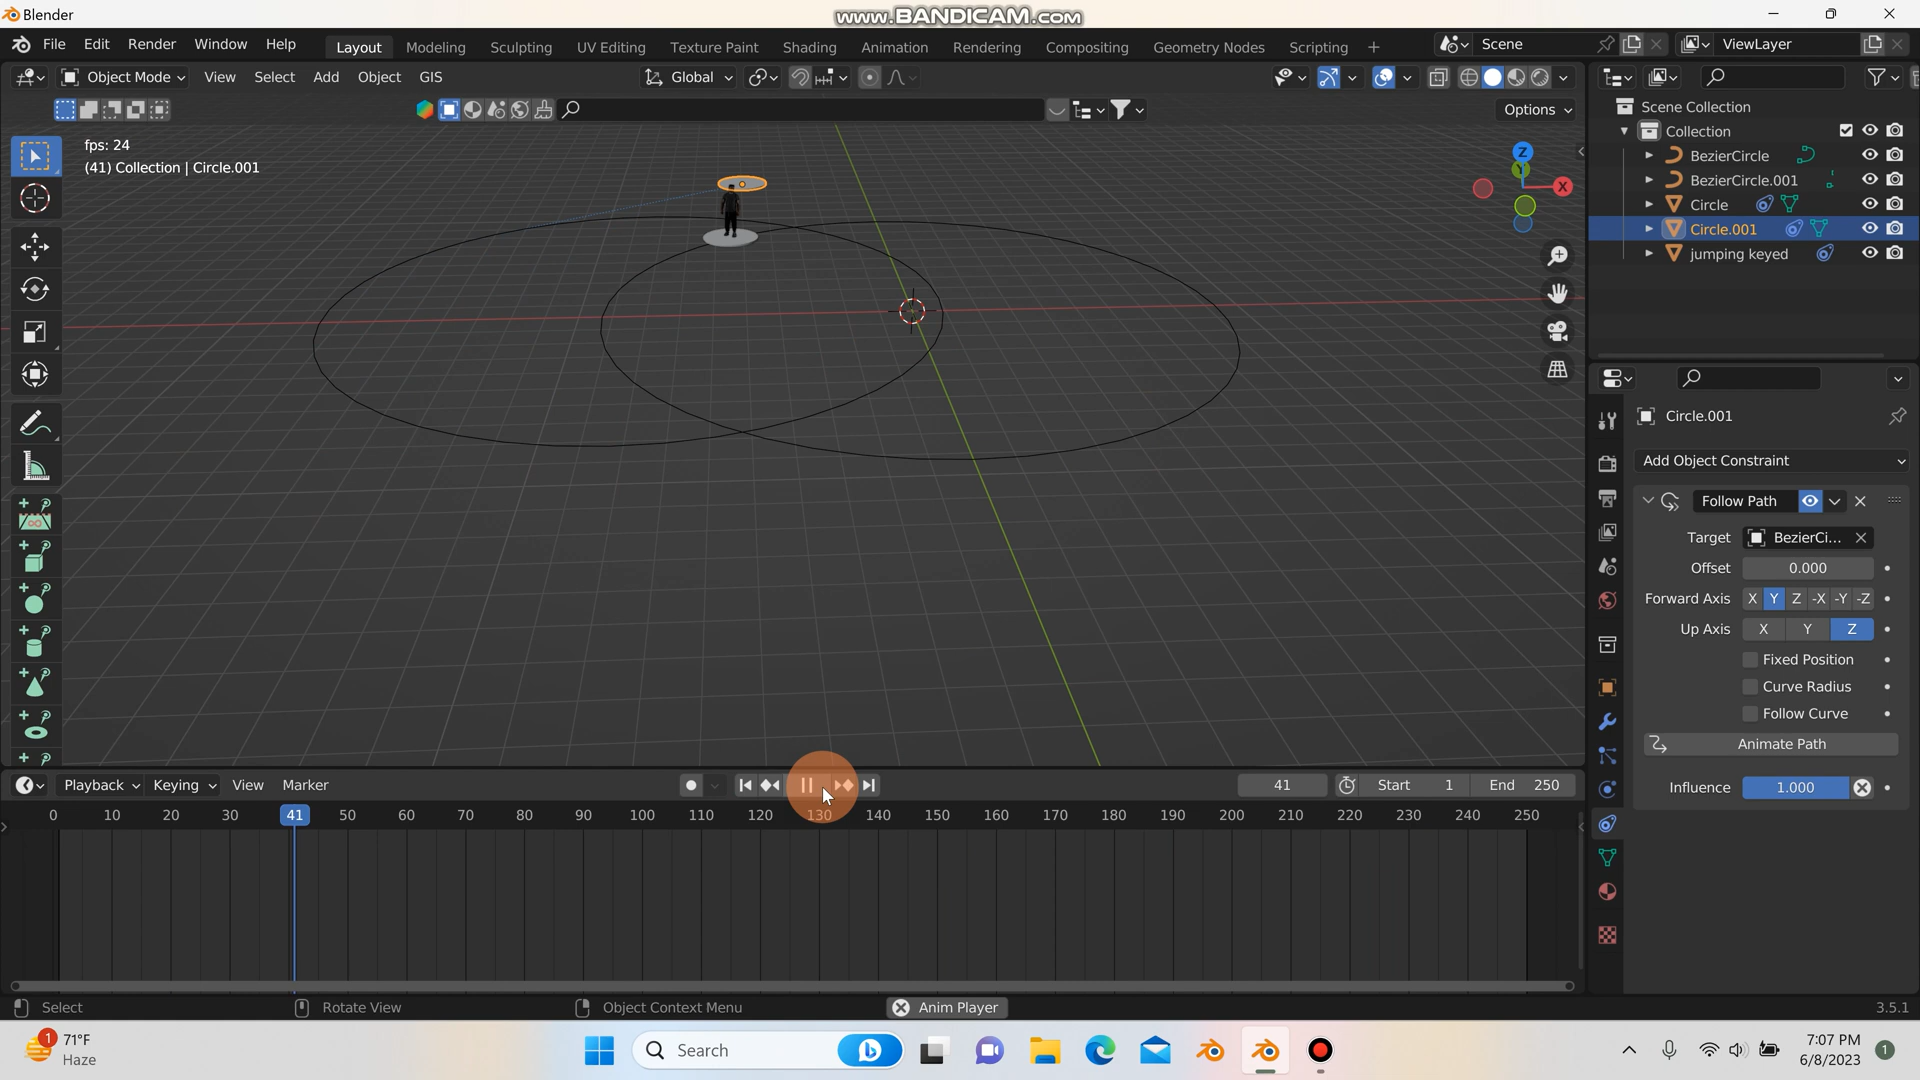 Blender
www.BANDICAM.com
File Edit Render Window Help Layout Modeling Sculpting UV Editing Texture Paint Shading Animation Rendering Compositing Geometry Nodes Scripting + Scene ViewLayer
Object Mode View Select Add Object GIS Global
Options
fps: 24
(41) Collection | Circle.001
Z
X
Scene Collection
Collection
BezierCircle
BezierCircle.001
Circle
Circle.001
jumping keyed
Circle.001
Add Object Constraint
Follow Path
Target BezierCi...
Offset 0.000
Forward Axis X Y Z -X -Y -Z
Up Axis X Y Z
Fixed Position
Curve Radius
Follow Curve
Animate Path
Influence 1.000
Playback Keying View Marker 41 Start 1 End 250
0 10 20 30 41 50 60 70 80 90 100 110 120 130 140 150 160 170 180 190 200 210 220 230 240 250
Select Rotate View Object Context Menu Anim Player 3.5.1
1 71°F
Haze
Search
7:07 PM
6/8/2023
1